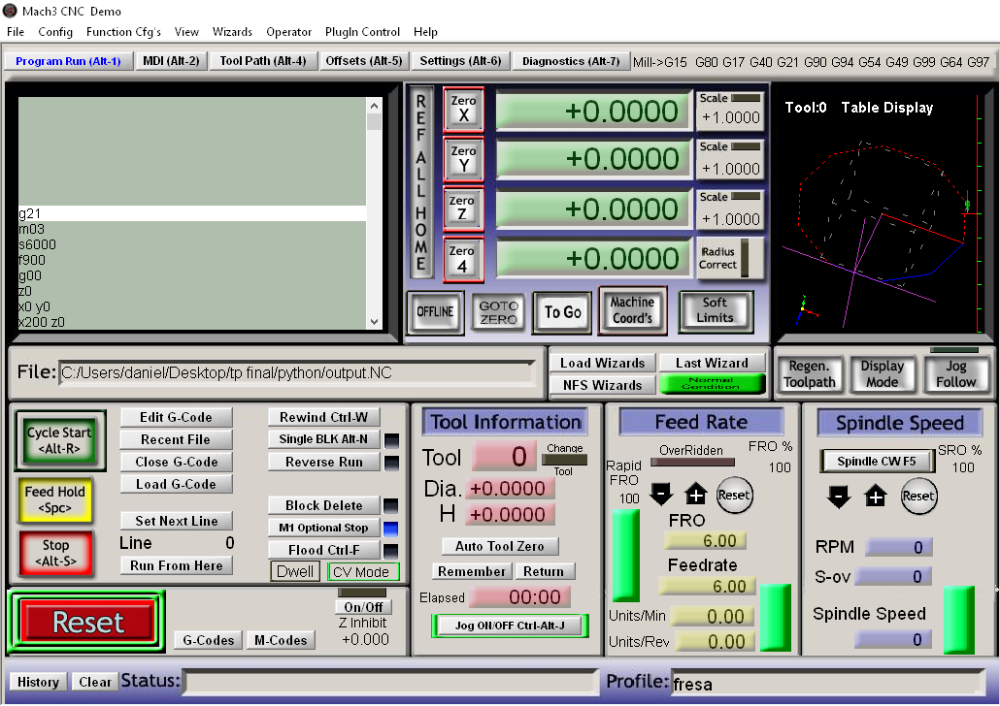 Mach3 CNC Demo
File Config Function Cfg's View Wizards Operator PlugIn Control Help
Program Run (Alt-1) MDI (Alt-2) Tool Path (Alt-4) Offsets (Alt-5) Settings (Alt-6) Diagnostics (Alt-7) Mill->G15 G80 G17 G40 G21 G90 G94 G54 G49 G99 G64 G97
g21
m03
s6000
f900
g00
z0
x0 y0
x200 z0
REF ALL HOME
Zero X +0.0000 Scale +1.0000
Zero Y +0.0000 Scale +1.0000
Zero Z +0.0000 Scale +1.0000
Zero 4 +0.0000 Radius Correct
OFFLINE GOTO ZERO To Go Machine Coord's Soft Limits
Tool:0 Table Display
File: C:/Users/daniel/Desktop/tp final/python/output.NC
Load Wizards Last Wizard
NFS Wizards Normal Condition
Regen. Toolpath Display Mode Jog Follow
Cycle Start <Alt-R>
Feed Hold <Spc>
Stop <Alt-S>
Edit G-Code
Recent File
Close G-Code
Load G-Code
Set Next Line
Line 0
Run From Here
Rewind Ctrl-W
Single BLK Alt-N
Reverse Run
Block Delete
M1 Optional Stop
Flood Ctrl-F
Dwell CV Mode
Reset
G-Codes M-Codes
On/Off
Z Inhibit
+0.000
Tool Information
Tool 0 Change Tool
Dia. +0.0000
H +0.0000
Auto Tool Zero
Remember Return
Elapsed 00:00
Jog ON/OFF Ctrl-Alt-J
Feed Rate
OverRidden FRO %
100
Rapid FRO
100
Reset
FRO
6.00
Feedrate
6.00
Units/Min 0.00
Units/Rev 0.00
Spindle Speed
Spindle CW F5 SRO %
100
Reset
RPM 0
S-ov 0
Spindle Speed
0
History Clear Status: Profile: fresa